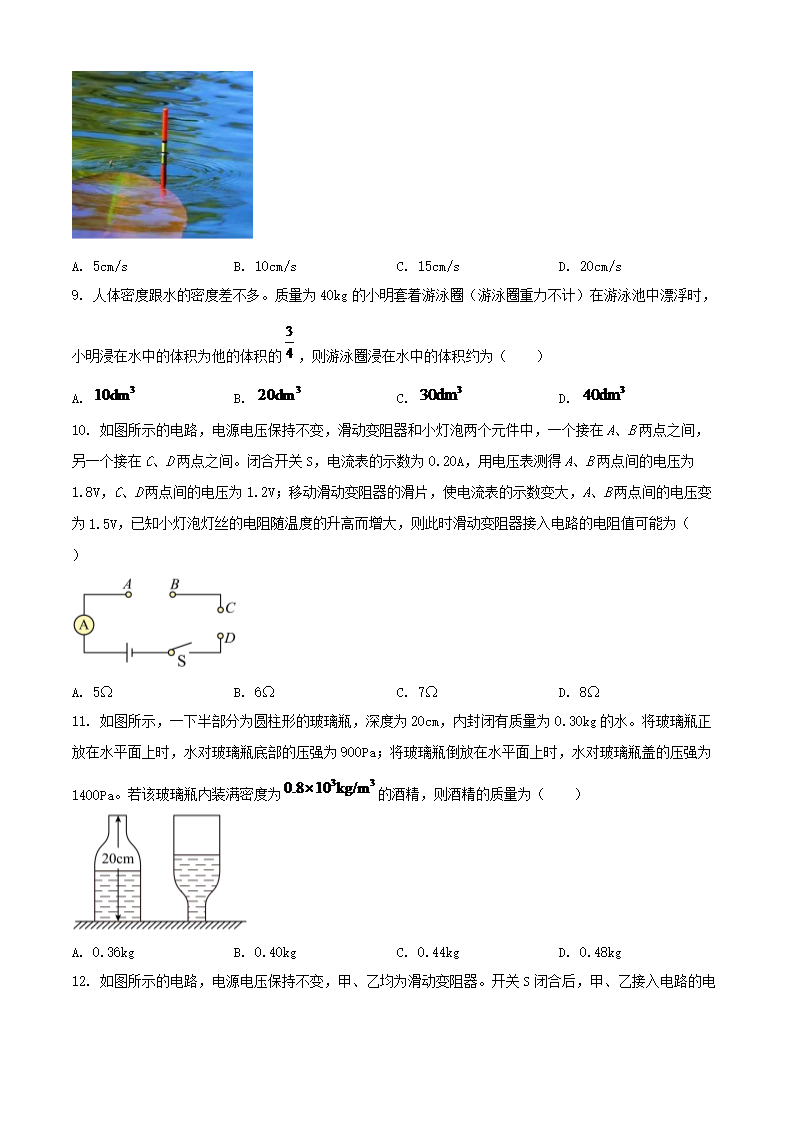 A. 5cm/s B. 10cm/s C. 15cm/s D. 20cm/s
9. 人体密度跟水的密度差不多。质量为40kg的小明套着游泳圈(游泳圈重力不计)在游泳池中漂浮时,
小明浸在水中的体积为他的体积的3/4,则游泳圈浸在水中的体积约为( )
A. 10dm³ B. 20dm³ C. 30dm³ D. 40dm³
10. 如图所示的电路,电源电压保持不变,滑动变阻器和小灯泡两个元件中,一个接在A、B两点之间,
另一个接在C、D两点之间。闭合开关S,电流表的示数为0.20A,用电压表测得A、B两点间的电压为
1.8V,C、D两点间的电压为1.2V;移动滑动变阻器的滑片,使电流表的示数变大,A、B两点间的电压变
为1.5V,已知小灯泡灯丝的电阻随温度的升高而增大,则此时滑动变阻器接入电路的电阻值可能为(
)
A B
C
A
D
S
A. 5Ω B. 6Ω C. 7Ω D. 8Ω
11. 如图所示,一下半部分为圆柱形的玻璃瓶,深度为20cm,内封闭有质量为0.30kg的水。将玻璃瓶正
放在水平面上时,水对玻璃瓶底部的压强为900Pa;将玻璃瓶倒放在水平面上时,水对玻璃瓶盖的压强为
1400Pa。若该玻璃瓶内装满密度为0.8×10³kg/m³的酒精,则酒精的质量为( )
20cm
A. 0.36kg B. 0.40kg C. 0.44kg D. 0.48kg
12. 如图所示的电路,电源电压保持不变,甲、乙均为滑动变阻器。开关S闭合后,甲、乙接入电路的电